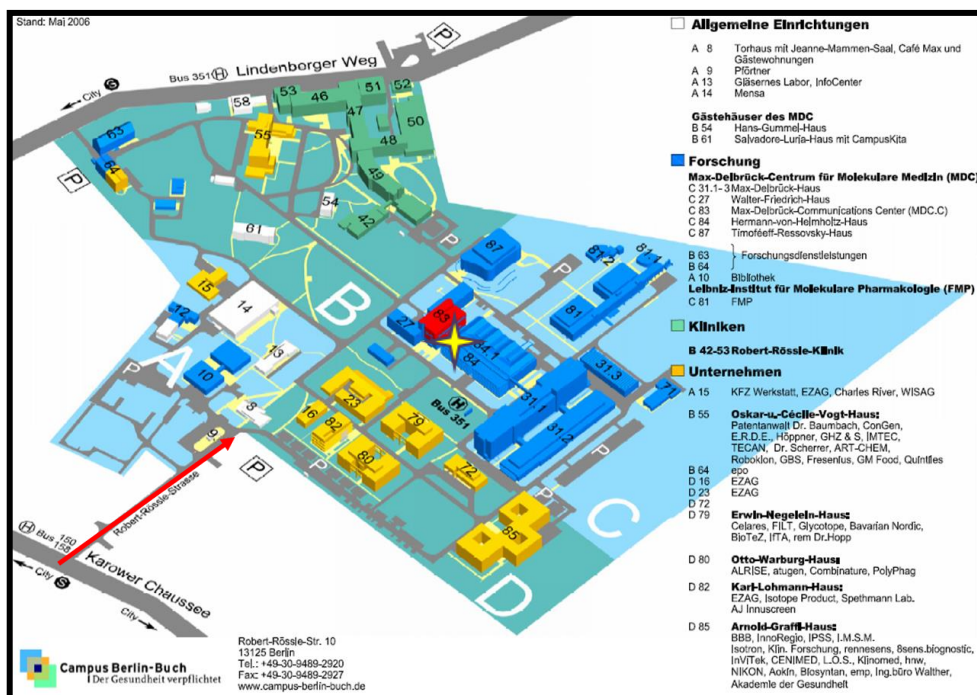 Stand: Mai 2006
P
Bus 351 H Lindenborger Weg
City S
58
53
46
51
52
47
50
55
63
64
48
49
P
54
42
61
P
87
81.2
81.1
P
15
14
B
12
83
81
27
84.1
13
A
84
10
P
31.3
71
8
23
H
Bus 351
31.1
P
16
79
82
31.2
9
P
80
72
P
P
C
Robert-Rössle-Strasse
85
H Bus 150
158
D
City S
Karower Chaussee
City
Campus Berlin-Buch
Der Gesundheit verpflichtet
Robert-Rössle-Str. 10
13125 Berlin
Tel.: +49-30-9489-2920
Fax: +49-30-9489-2927
www.campus-berlin-buch.de
Allgemeine Einrichtungen
A 8 Torhaus mit Jeanne-Mammen-Saal, Café Max und
Gästewohnungen
A 9 Pförtner
A 13 Gläsernes Labor, InfoCenter
A 14 Mensa
Gästehäuser des MDC
B 54 Hans-Gummel-Haus
B 61 Salvadore-Luria-Haus mit CampusKita
Forschung
Max-Delbrück-Centrum für Molekulare Medizin (MDC)
C 31.1-3 Max-Delbrück-Haus
C 27 Walter-Friedrich-Haus
C 83 Max-Delbrück-Communications Center (MDC.C)
C 84 Hermann-von-Helmholtz-Haus
C 87 Timoféeff-Ressovsky-Haus
B 63
Forschungsdienstleistungen
B 64
A 10 Bibliothek
Leibniz-Institut für Molekulare Pharmakologie (FMP)
C 81 FMP
Kliniken
B 42-53 Robert-Rössle-Klinik
Unternehmen
A 15 KFZ Werkstatt, EZAG, Charles River, WISAG
B 55 Oskar-u.-Cécile-Vogt-Haus:
Patentanwalt Dr. Baumbach, ConGen,
E.R.D.E., Höppner, GHZ & S, IMTEC,
TECAN, Dr. Scherrer, ART-CHEM,
Roboklon, GBS, Fresenius, GM Food, Quintiles
B 64 epo
D 16 EZAG
D 23 EZAG
D 72
D 79 Erwin-Negelein-Haus:
Celares, FILT, Glycotope, Bavarian Nordic,
BioTeZ, IfTA, rem Dr.Hopp
D 80 Otto-Warburg-Haus:
ALRISE, atugen, Combinature, PolyPhag
D 82 Karl-Lohmann-Haus:
EZAG, Isotope Product, Spethmann Lab.
AJ Innuscreen
D 85 Arnold-Graffi-Haus:
BBB, InnoRegio, IPSS, I.M.S.M.
Isotron, Klin. Forschung, rennesens, 8sens.biognostic,
InViTek, CENIMED, L.O.S., Klinomed, hnw,
NIKON, Aokin, Biosyntan, emp, Ing.büro Walther,
Akademie der Gesundheit